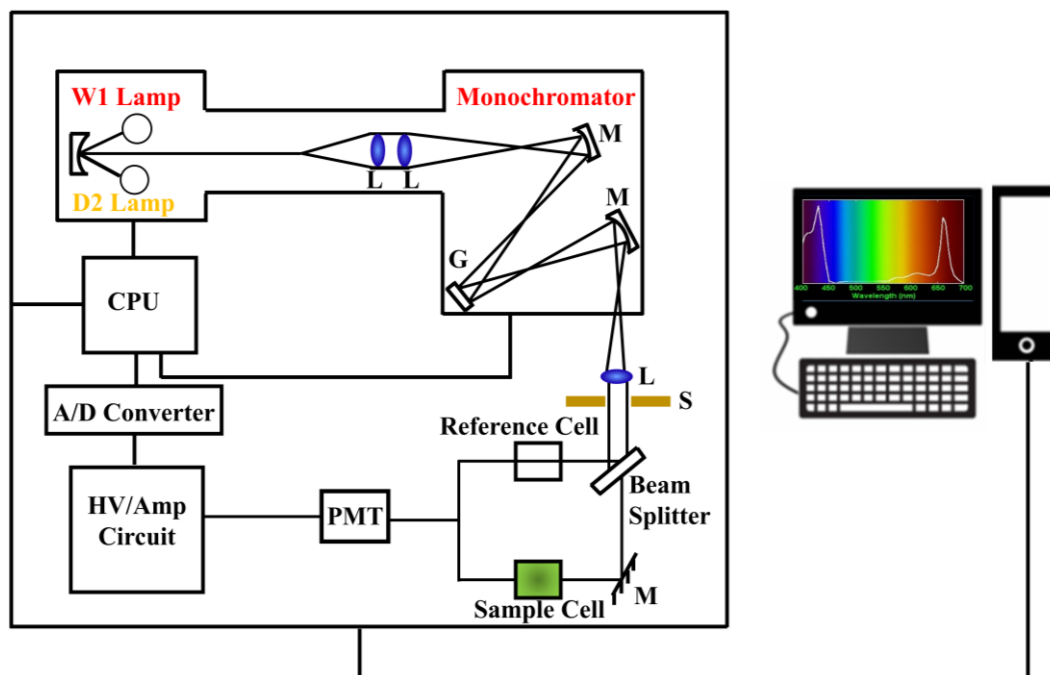 W1 Lamp
Monochromator
M
L
L
D2 Lamp
M
G
CPU
400 450 500 550 600 650 700
Wavelength (nm)
L
S
A/D Converter
Reference Cell
HV/Amp
Circuit
PMT
Beam
Splitter
M
Sample Cell